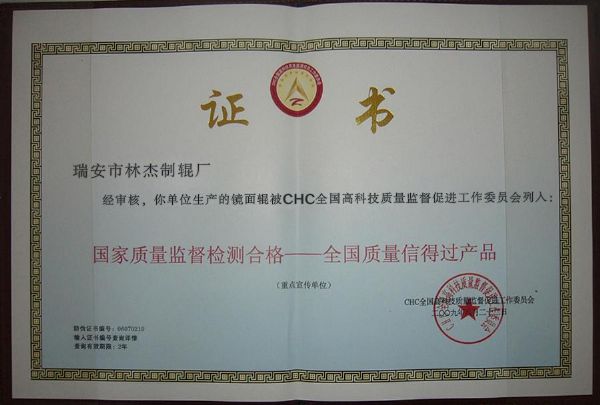 证书
瑞安市林杰制辊厂
经审核，你单位生产的镜面辊被CHC全国高科技质量监督促进工作委员会列入：
国家质量监督检测合格——全国质量信得过产品
（重点宣传单位）
CHC全国高科技质量监督促进工作委员会
防伪证书编号：06070210
输入证书编号查询详情
查询有效期限：2年